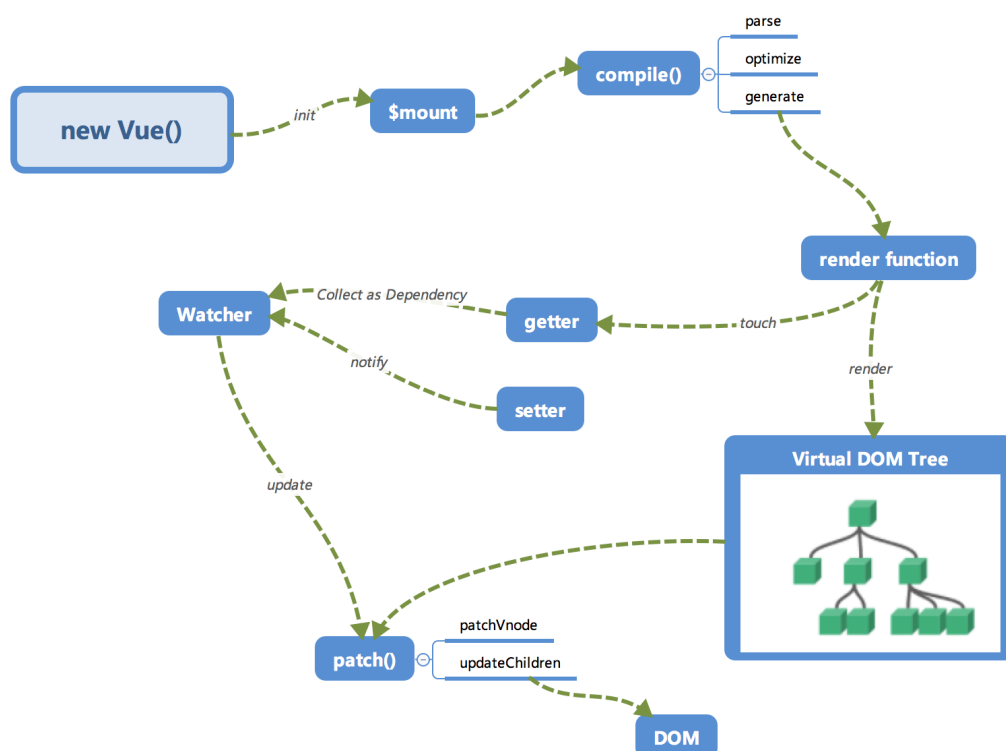 new Vue()
init
$mount
compile()
parse
optimize
generate
render function
touch
getter
Collect as Dependency
Watcher
notify
setter
render
Virtual DOM Tree
update
patch()
patchVnode
updateChildren
DOM